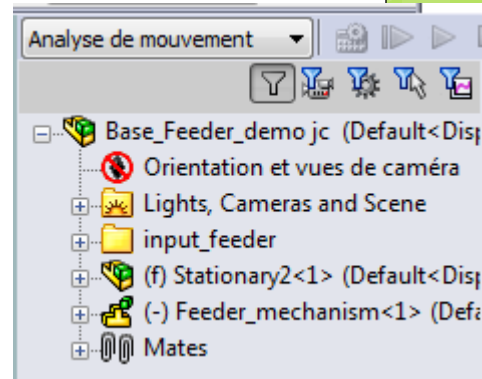 Analyse de mouvement
Base_Feeder_demo jc (Default<Disp
Orientation et vues de caméra
Lights, Cameras and Scene
input_feeder
(f) Stationary2<1> (Default<Disp
(-) Feeder_mechanism<1> (Defa
Mates